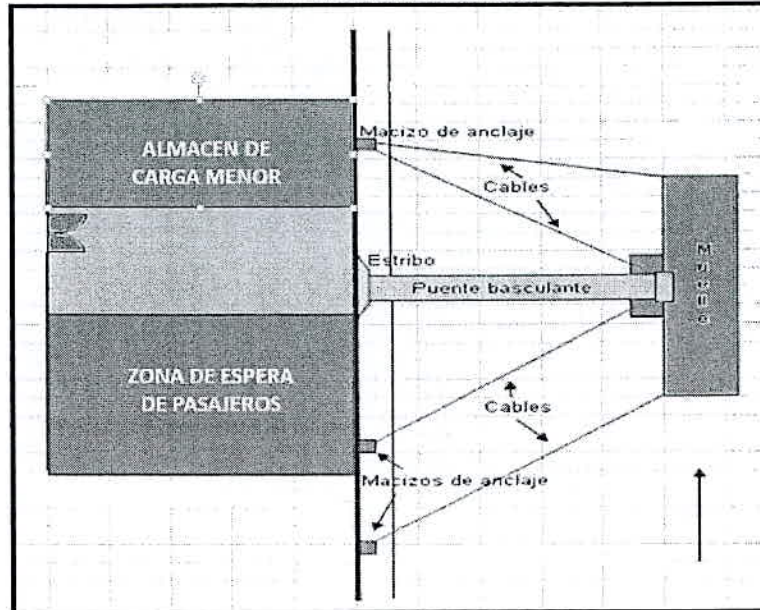 Macizo de anclaje
ALMACEN DE
CARGA MENOR
Cables
Estribo
Puente basculante
Muelle
ZONA DE ESPERA
DE PASAJEROS
Cables
Macizos de anclaje